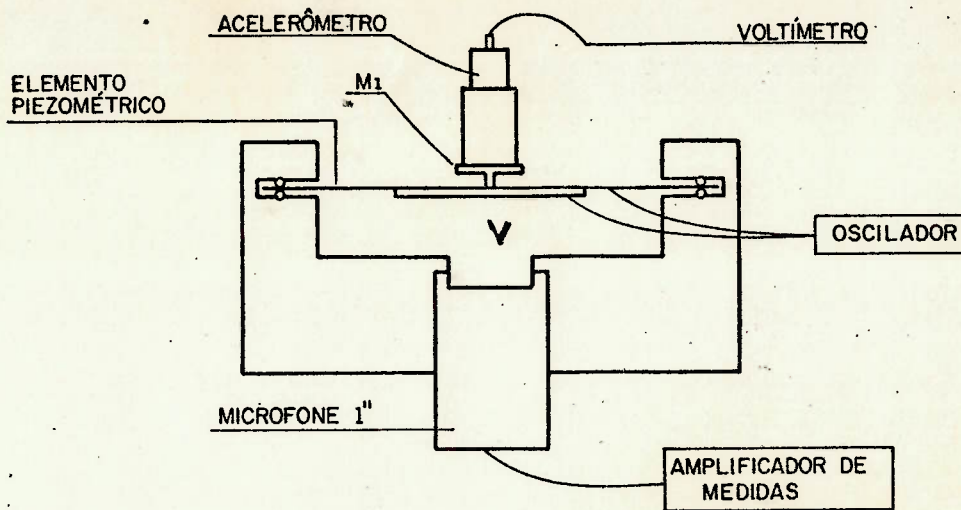 ACELERÔMETRO
VOLTÍMETRO
ELEMENTO
PIEZOMÉTRICO
M1
V
OSCILADOR
MICROFONE 1"
AMPLIFICADOR DE
MEDIDAS